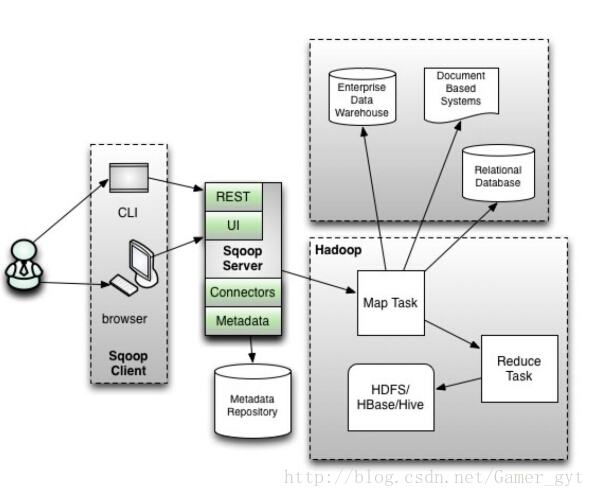 Enterprise
Data
Warehouse
Document
Based
Systems
Relational
Database
CLI
browser
Sqoop
Client
REST
UI
Sqoop
Server
Connectors
Metadata
Metadata
Repository
Hadoop
Map Task
Reduce
Task
HDFS/
HBase/Hive
http://blog.csdn.net/Gamer_gyt